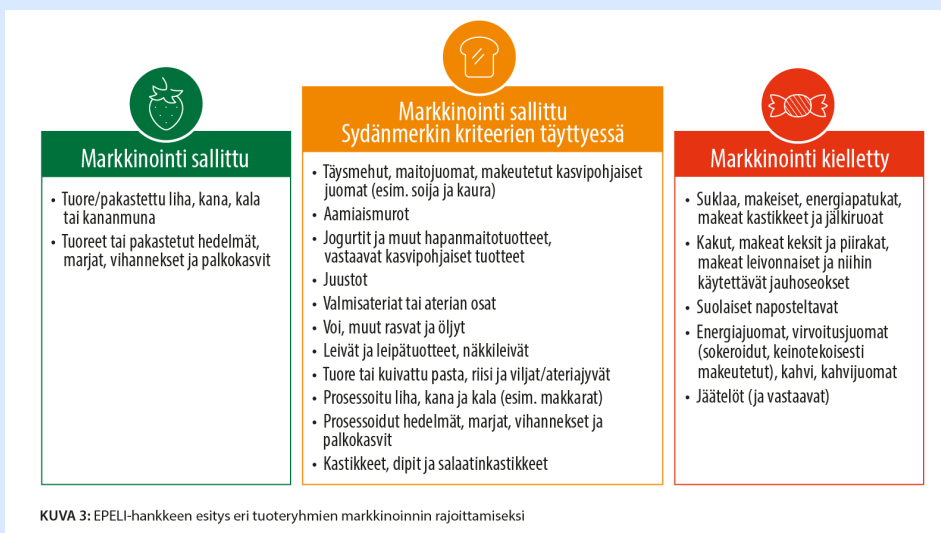 Markkinointi sallittu
• Tuore/pakastettu liha, kana, kala
tai kananmuna
• Tuoreet tai pakastetut hedelmät,
marjat, vihannekset ja palkokasvit
Markkinointi sallittu
Sydänmerkin kriteerien täyttyessä
• Täysmehut, maitojuomat, makeutetut kasvipohjaiset
juomat (esim. soija ja kaura)
• Aamiaismurot
• Jogurtit ja muut hapanmaitotuotteet,
vastaavat kasvipohjaiset tuotteet
• Juustot
• Valmisateriat tai aterian osat
• Voi, muut rasvat ja öljyt
• Leivät ja leipätuotteet, näkkileivät
• Tuore tai kuivattu pasta, riisi ja viljat/ateriajyvät
• Prosessoitu liha, kana ja kala (esim. makkarat)
• Prosessoidut hedelmät, marjat, vihannekset ja
palkokasvit
• Kastikkeet, dipit ja salaatinkastikkeet
Markkinointi kielletty
• Suklaa, makeiset, energiapatukat,
makeat kastikkeet ja jälkiruoat
• Kakut, makeat keksit ja piirakat,
makeat leivonnaiset ja niihin
käytettävät jauhoseokset
• Suolaiset naposteltavat
• Energiajuomat, virvoitusjuomat
(sokeroidut, keinotekoisesti
makeutetut), kahvi, kahvijuomat
• Jäätelöt (ja vastaavat)
KUVA 3: EPELI-hankkeen esitys eri tuoteryhmien markkinoinnin rajoittamiseksi